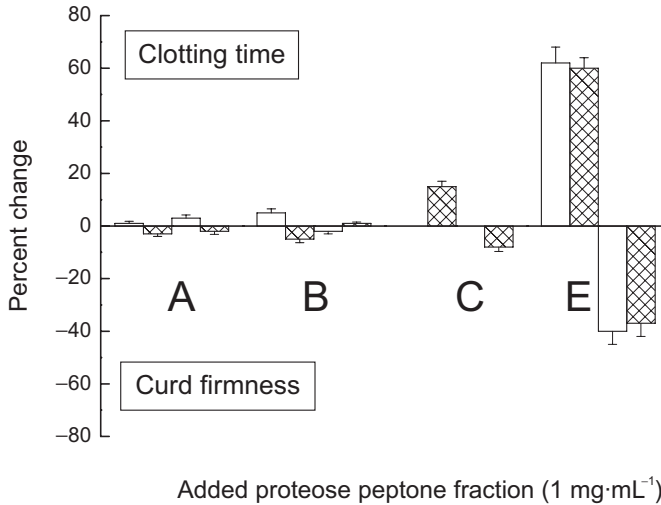 80
Clotting time
60
40
20
0
−20
−40
−60
−80
Percent change
A B C E
Curd firmness
Added proteose peptone fraction (1 mg·mL⁻¹)